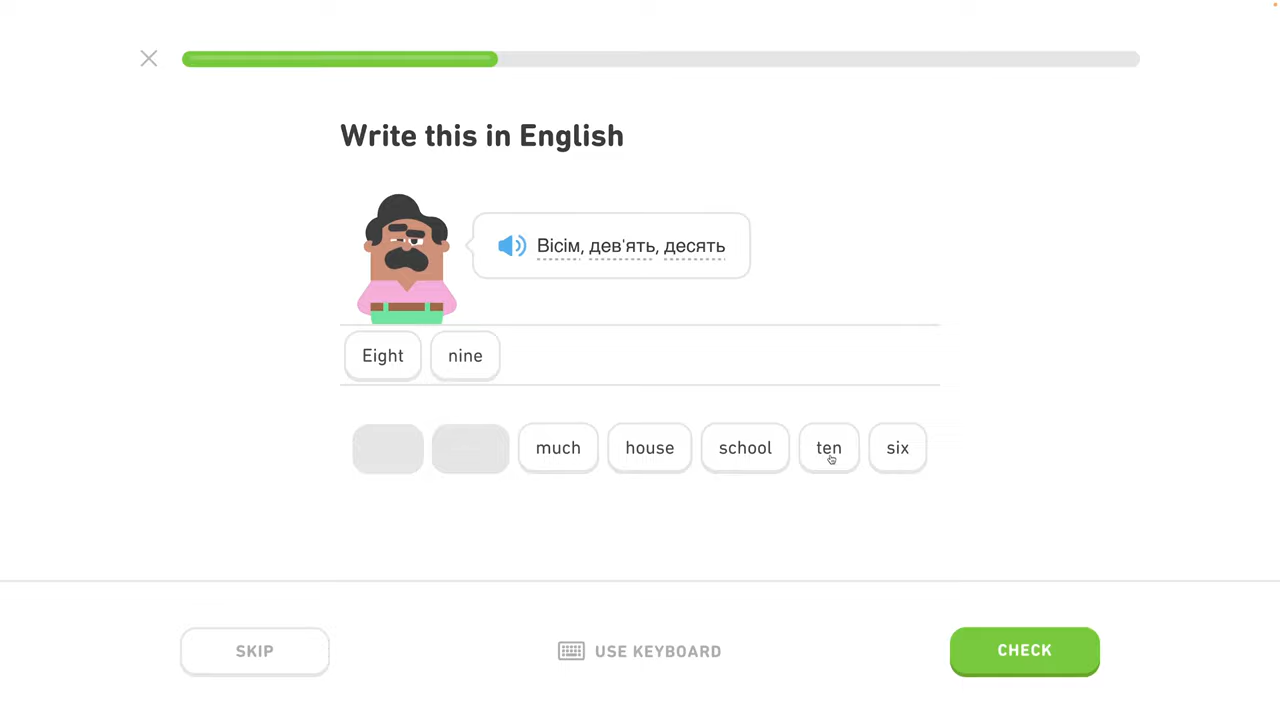 Write this in English
Вісім, дев'ять, десять
Eight nine
much house school ten six
SKIP USE KEYBOARD CHECK